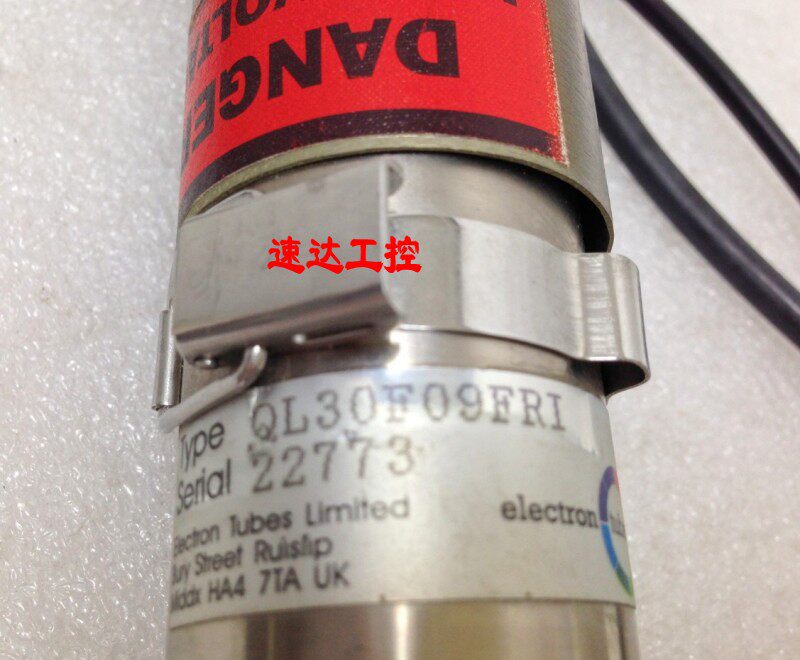 DANGER
速达工控
Type QL30F09FRI
Serial 22773
Electron Tubes Limited
Bury Street Ruislip
Middx HA4 7TA UK
electron